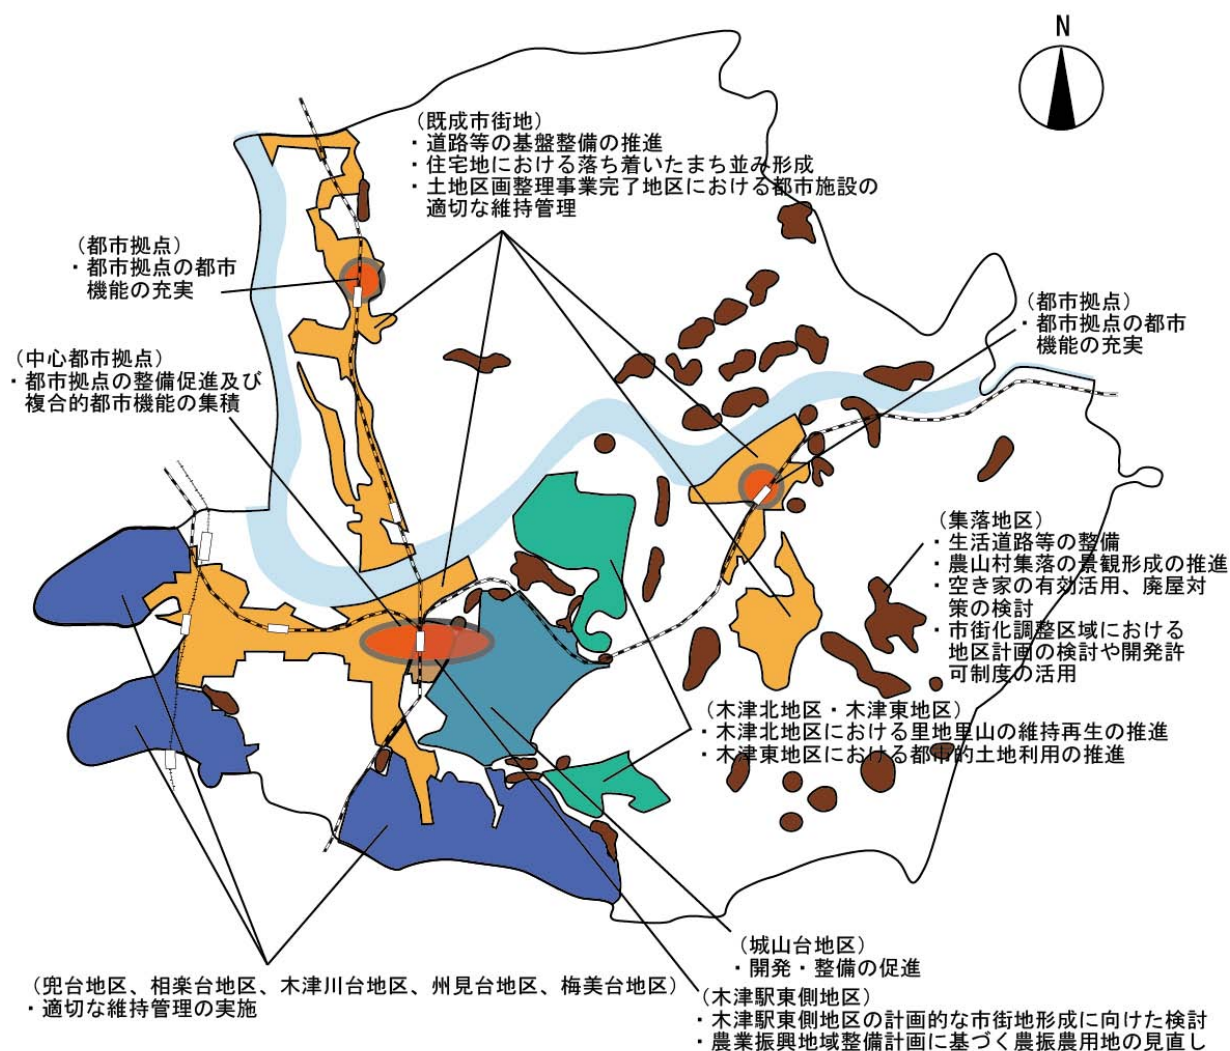 N
（既成市街地）
・道路等の基盤整備の推進
・住宅地における落ち着いたまち並み形成
・土地区画整理事業完了地区における都市施設の
適切な維持管理
（都市拠点）
・都市拠点の都市
機能の充実
（都市拠点）
・都市拠点の都市
機能の充実
（中心都市拠点）
・都市拠点の整備促進及び
複合的都市機能の集積
（集落地区）
・生活道路等の整備
・農山村集落の景観形成の推進
・空き家の有効活用、廃屋対
策の検討
・市街化調整区域における
地区計画の検討や開発許
可制度の活用
（木津北地区・木津東地区）
・木津北地区における里地里山の維持再生の推進
・木津東地区における都市的土地利用の推進
（城山台地区）
・開発・整備の促進
（兜台地区、相楽台地区、木津川台地区、州見台地区、梅美台地区）
・適切な維持管理の実施
（木津駅東側地区）
・木津駅東側地区の計画的な市街地形成に向けた検討
・農業振興地域整備計画に基づく農振農用地の見直し